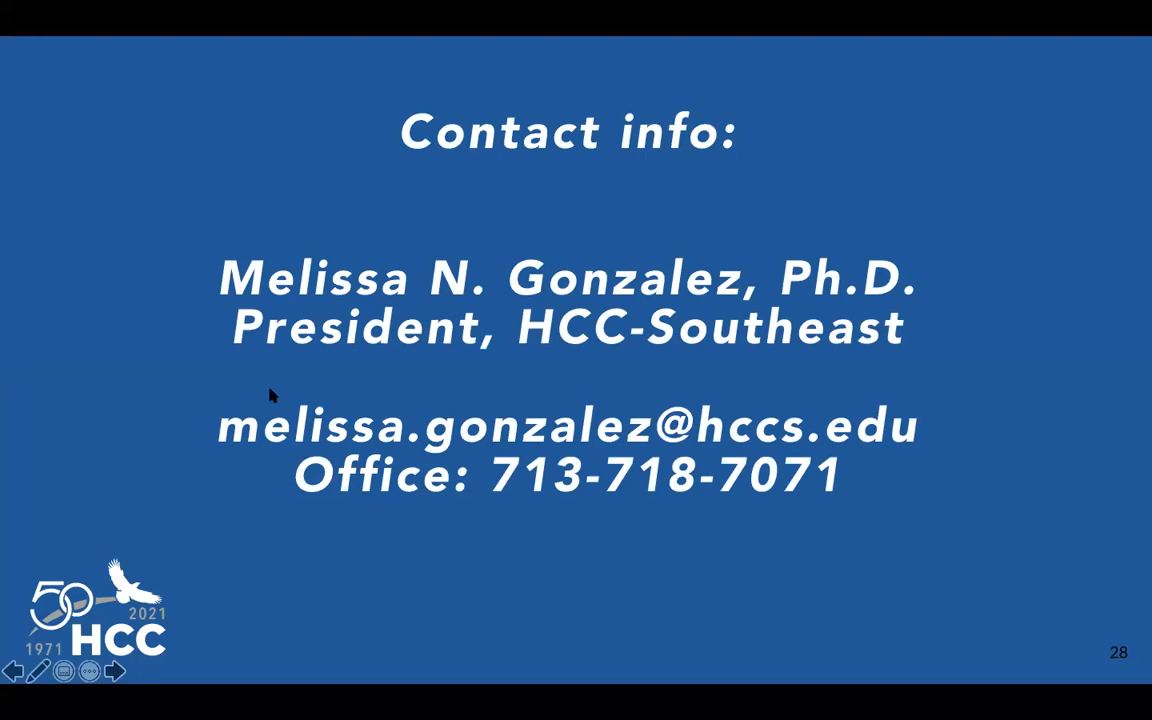 Contact info:
Melissa N. Gonzalez, Ph.D.
President, HCC-Southeast
melissa.gonzalez@hccs.edu
Office: 713-718-7071
50
2021
1971 HCC
28